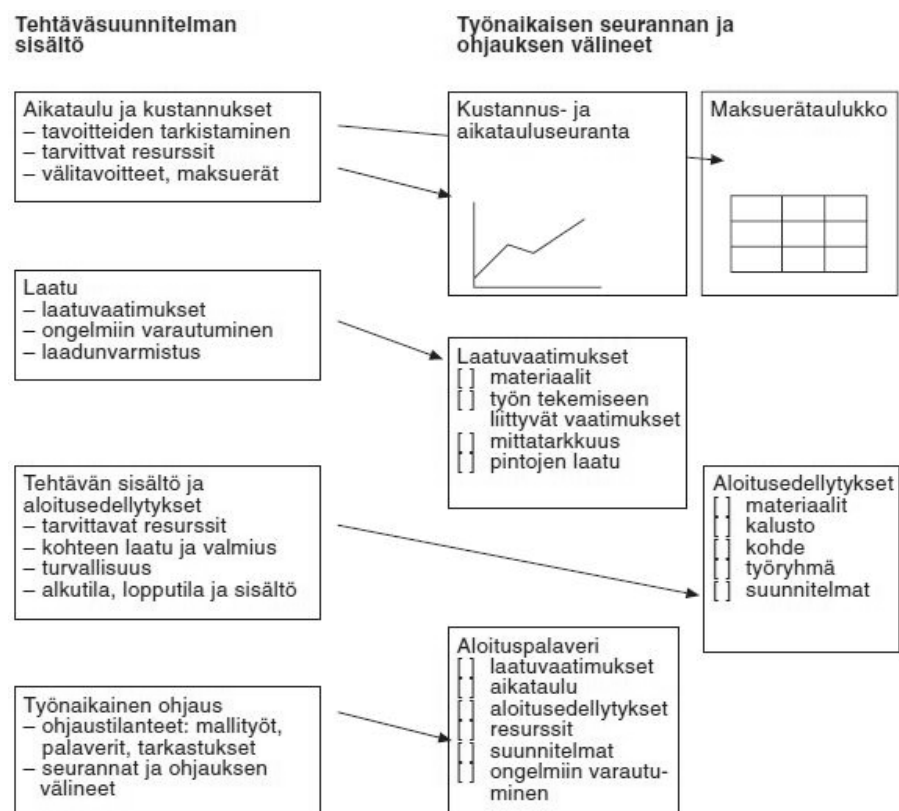 Tehtäväsuunnitelman
sisältö
Työnaikaisen seurannan ja
ohjauksen välineet
Aikataulu ja kustannukset
– tavoitteiden tarkistaminen
– tarvittvat resurssit
– välitavoitteet, maksuerät
Kustannus- ja
aikatauluseuranta
Maksuerätaulukko
Laatu
– laatuvaatimukset
– ongelmiin varautuminen
– laadunvarmistus
Laatuvaatimukset
[ ] materiaalit
[ ] työn tekemiseen
liittyvät vaatimukset
[ ] mittatarkkuus
[ ] pintojen laatu
Tehtävän sisältö ja
aloitusedellytykset
– tarvittavat resurssit
– kohteen laatu ja valmius
– turvallisuus
– alkutila, lopputila ja sisältö
Aloitusedellytykset
[ ] materiaalit
[ ] kalusto
[ ] kohde
[ ] työryhmä
[ ] suunnitelmat
Työnaikainen ohjaus
– ohjaustilanteet: mallityöt,
palaverit, tarkastukset
– seurannat ja ohjauksen
välineet
Aloituspalaveri
[ ] laatuvaatimukset
[ ] aikataulu
[ ] aloitusedellytykset
[ ] resurssit
[ ] suunnitelmat
[ ] ongelmiin varautu-
minen